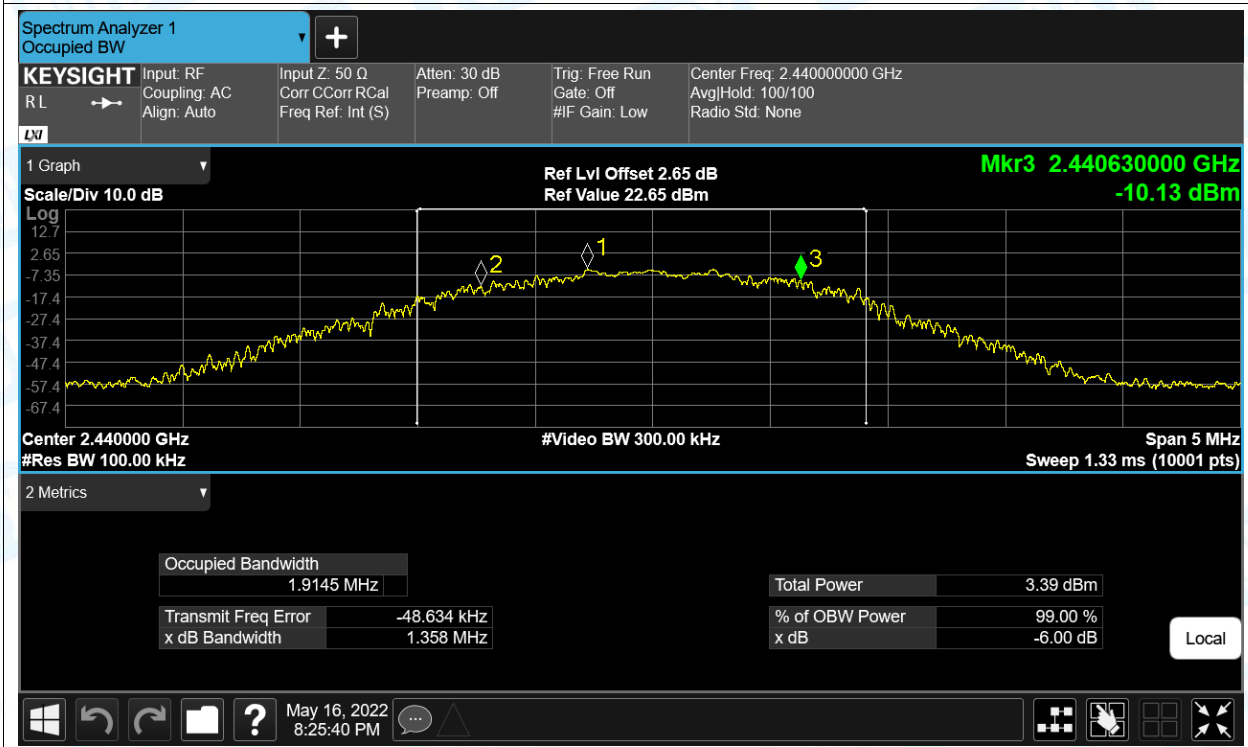 Spectrum Analyzer 1
Occupied BW
KEYSIGHT
R L
LXI
Input: RF
Coupling: AC
Align: Auto
Input Z: 50 Ω
Corr CCorr RCal
Freq Ref: Int (S)
Atten: 30 dB
Preamp: Off
Trig: Free Run
Gate: Off
#IF Gain: Low
Center Freq: 2.440000000 GHz
Avg|Hold: 100/100
Radio Std: None
1 Graph
Scale/Div 10.0 dB
Ref Lvl Offset 2.65 dB
Ref Value 22.65 dBm
Mkr3 2.440630000 GHz
-10.13 dBm
Log
12.7
2.65
-7.35
-17.4
-27.4
-37.4
-47.4
-57.4
-67.4
2
1
3
Center 2.440000 GHz
#Res BW 100.00 kHz
#Video BW 300.00 kHz
Span 5 MHz
Sweep 1.33 ms (10001 pts)
2 Metrics
Occupied Bandwidth
1.9145 MHz
Transmit Freq Error -48.634 kHz
x dB Bandwidth 1.358 MHz
Total Power 3.39 dBm
% of OBW Power 99.00 %
x dB -6.00 dB
Local
?
May 16, 2022
8:25:40 PM